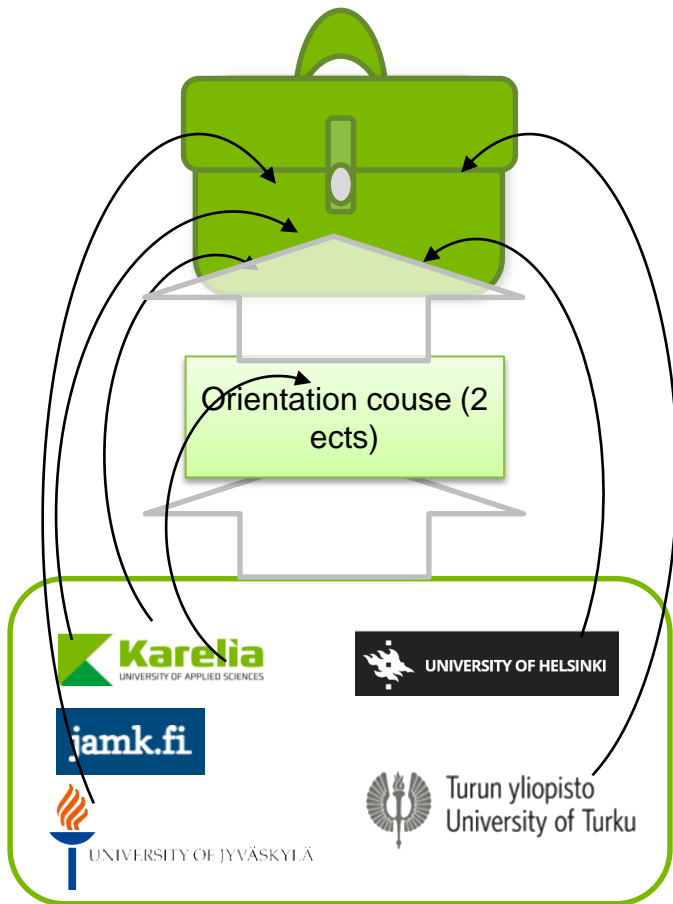 Orientation couse (2
ects)
Karelia
UNIVERSITY OF APPLIED SCIENCES
UNIVERSITY OF HELSINKI
jamk.fi
Turun yliopisto
University of Turku
UNIVERSITY OF JYVÄSKYLÄ